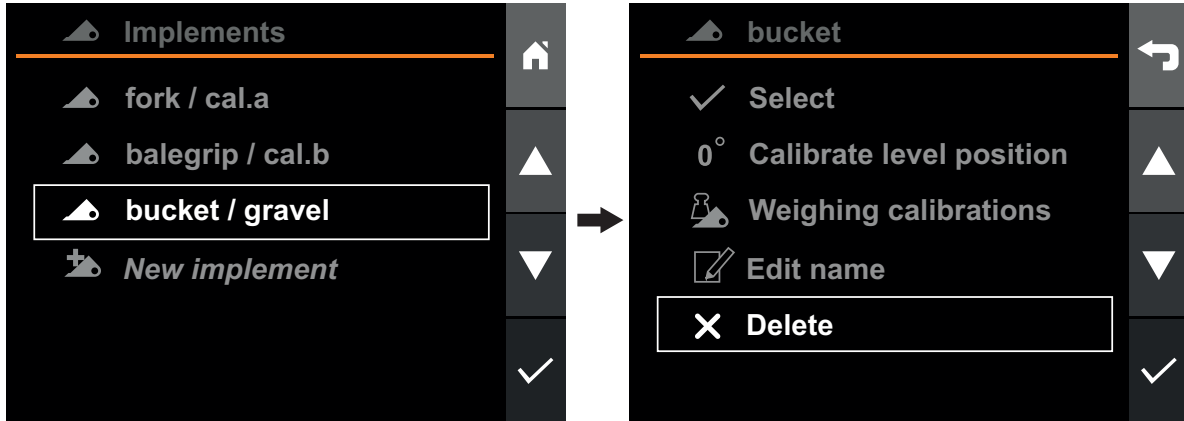 Implements
fork / cal.a
balegrip / cal.b
bucket / gravel
New implement
bucket
Select
0° Calibrate level position
Weighing calibrations
Edit name
Delete